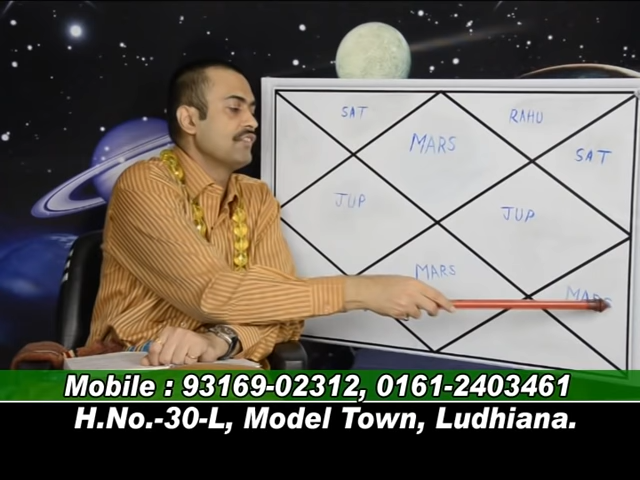 SAT
RAHU
MARS
SAT
JUP
JUP
MARS
MARS
Mobile : 93169-02312, 0161-2403461
H.No.-30-L, Model Town, Ludhiana.